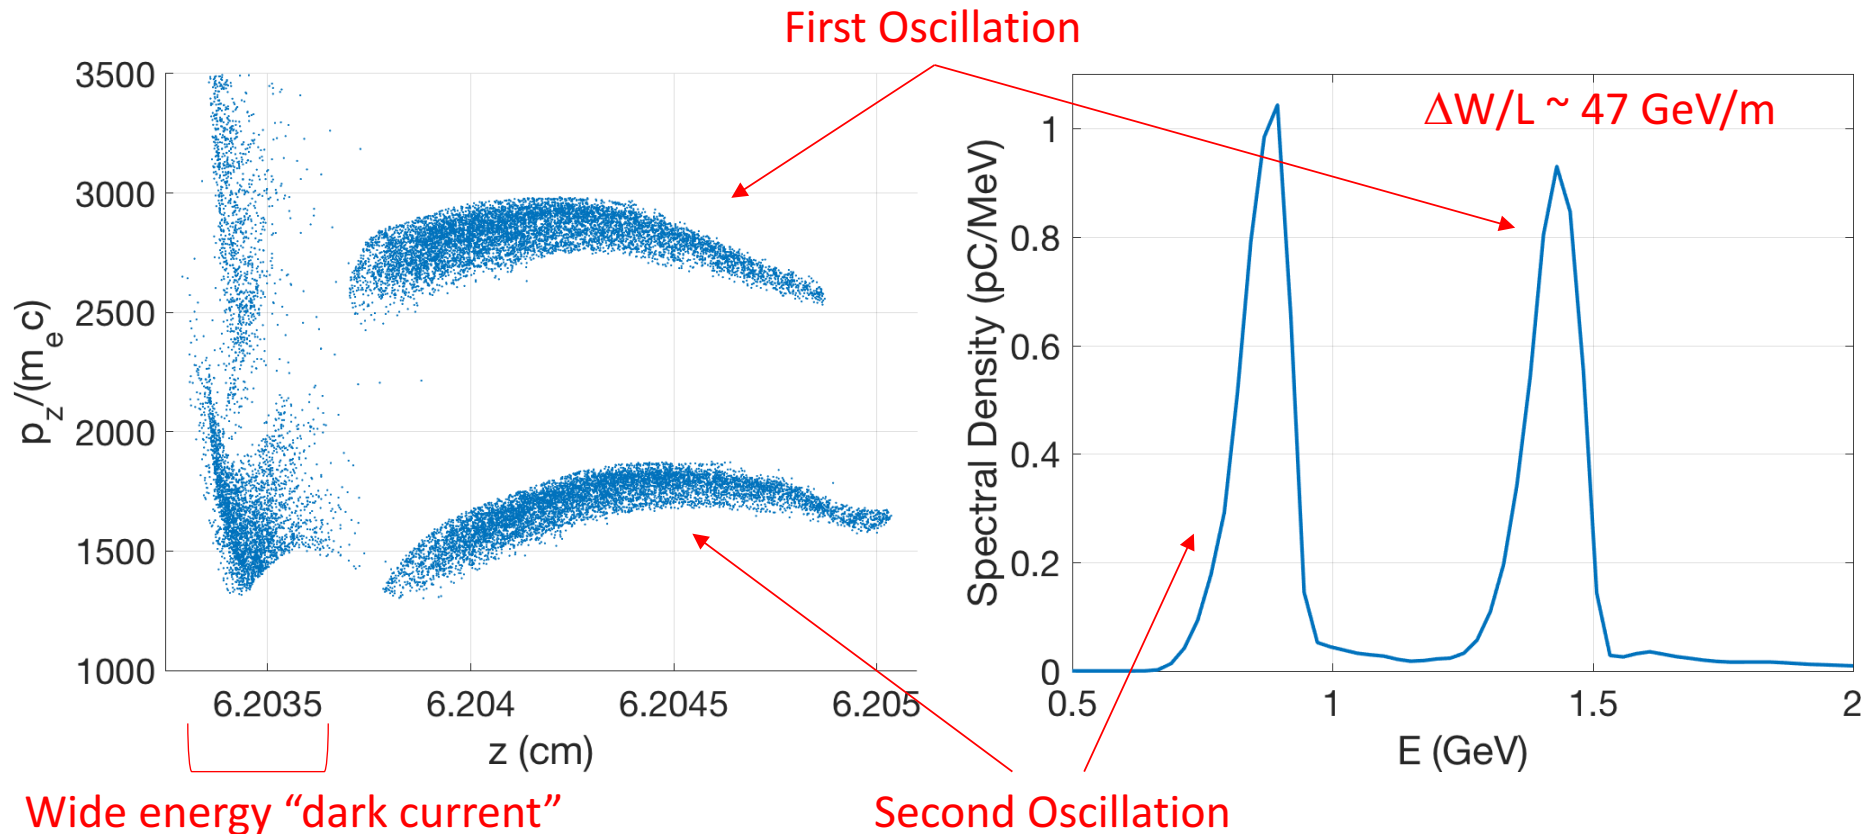 First Oscillation
3500
3000
2500
2000
1500
1000
p_z/(m_e c)
6.2035 6.204 6.2045 6.205
z (cm)
Wide energy “dark current”
ΔW/L ~ 47 GeV/m
1
0.8
0.6
0.4
0.2
0
Spectral Density (pC/MeV)
0.5 1 1.5 2
E (GeV)
Second Oscillation